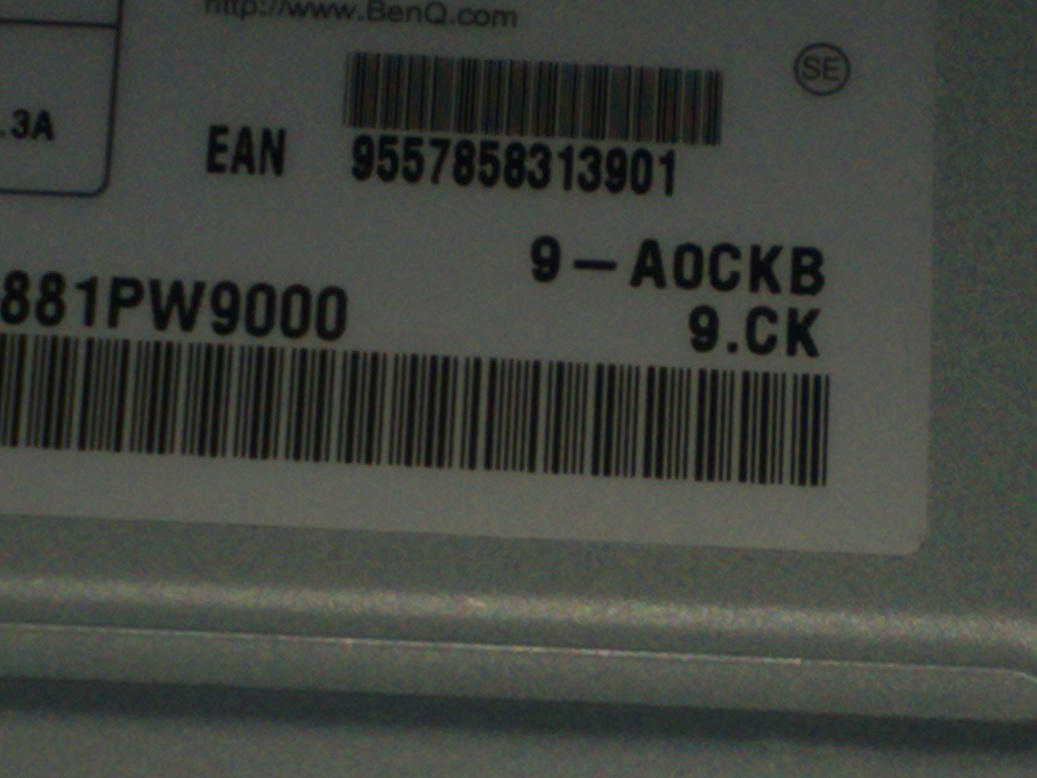 http://www.BenQ.com
SE
.3A
EAN 9557858313901
9-A0CKB
881PW9000
9.CK